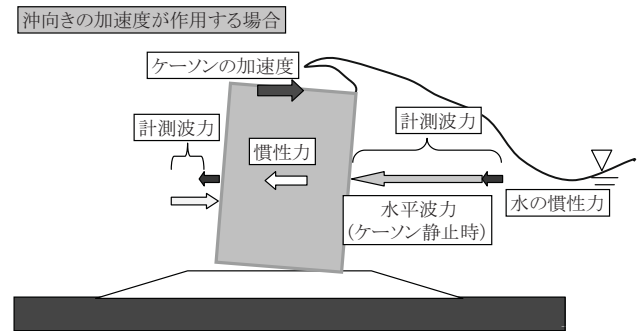 沖向きの加速度が作用する場合
ケーソンの加速度
計測波力
計測波力
慣性力
水平波力
(ケーソン静止時)
水の慣性力